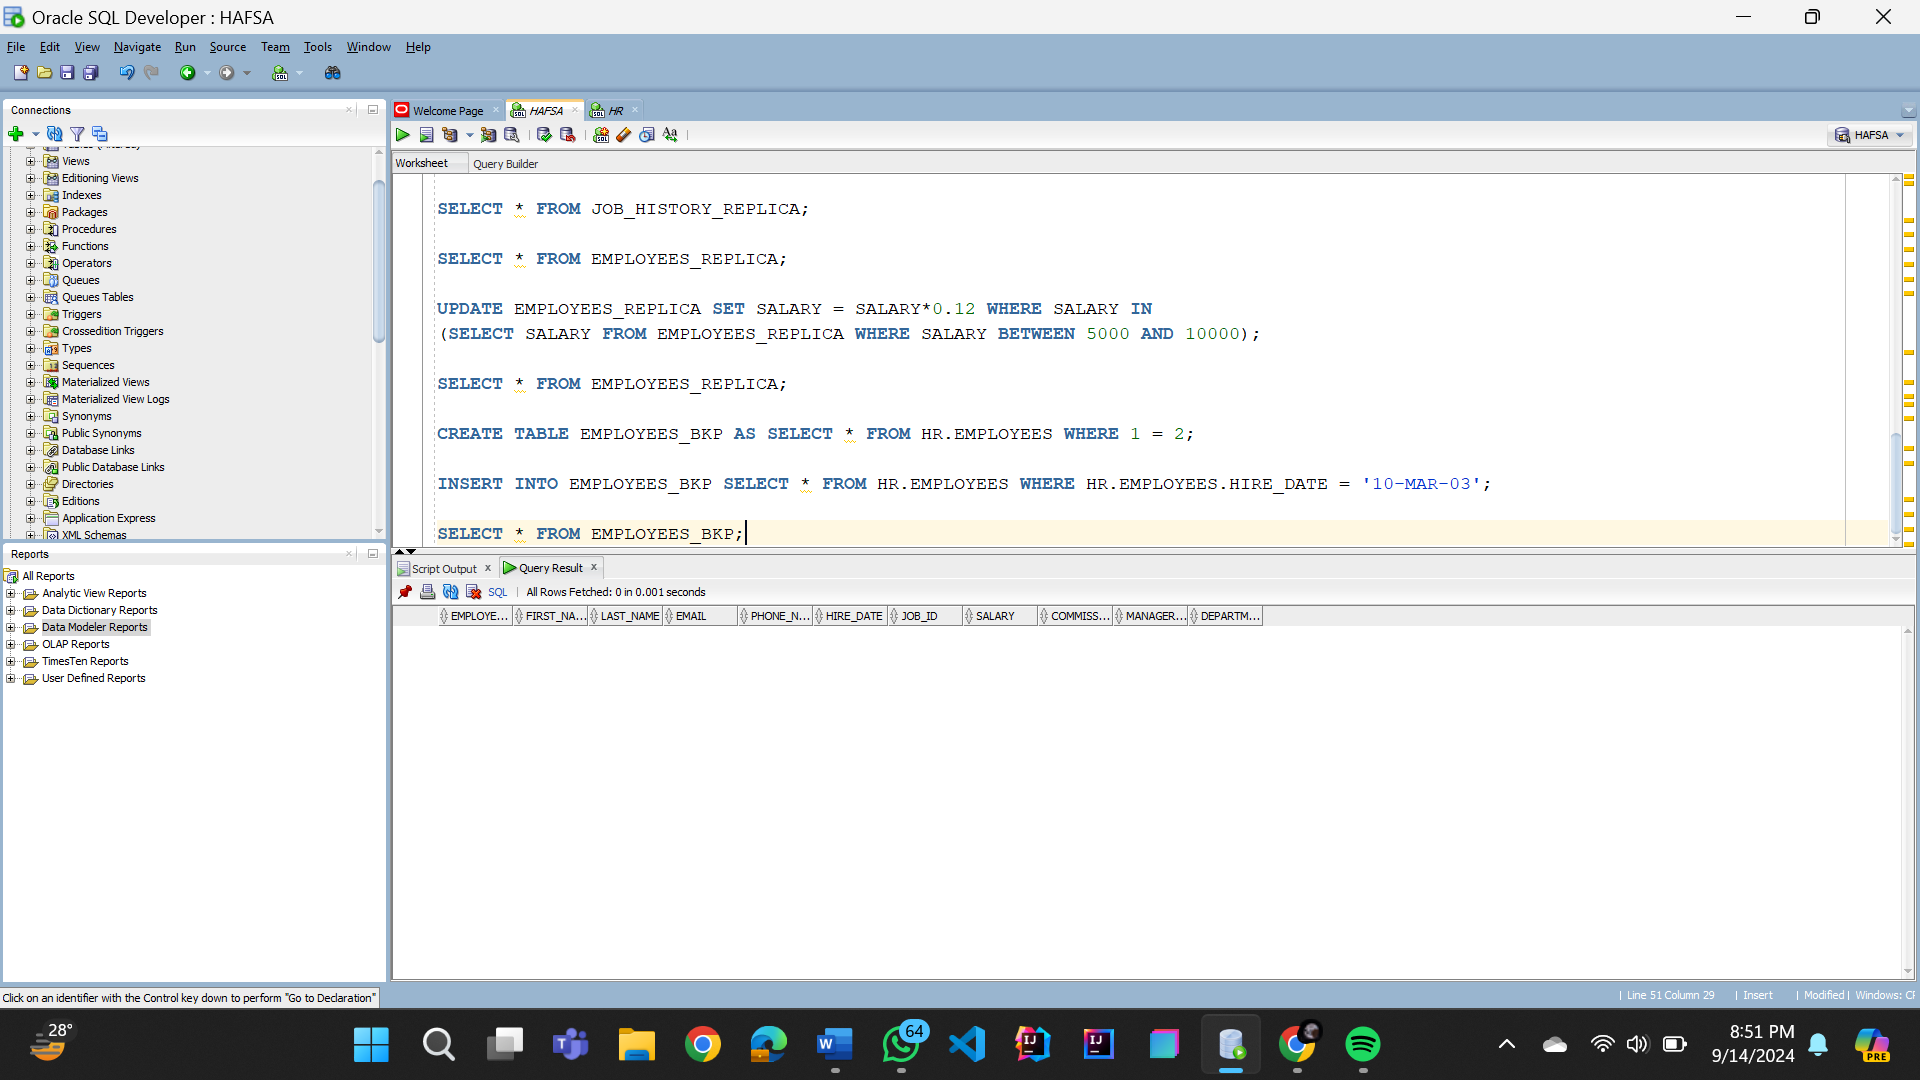 Oracle SQL Developer : HAFSA
File Edit View Navigate Run Source Team Tools Window Help
Connections
Views
Editioning Views
Indexes
Packages
Procedures
Functions
Operators
Queues
Queues Tables
Triggers
Crossedition Triggers
Types
Sequences
Materialized Views
Materialized View Logs
Synonyms
Public Synonyms
Database Links
Public Database Links
Directories
Editions
Application Express
XML Schemas
Reports
All Reports
Analytic View Reports
Data Dictionary Reports
Data Modeler Reports
OLAP Reports
TimesTen Reports
User Defined Reports
Welcome Page HAFSA HR
HAFSA
Worksheet Query Builder
SELECT * FROM JOB_HISTORY_REPLICA;
SELECT * FROM EMPLOYEES_REPLICA;
UPDATE EMPLOYEES_REPLICA SET SALARY = SALARY*0.12 WHERE SALARY IN
(SELECT SALARY FROM EMPLOYEES_REPLICA WHERE SALARY BETWEEN 5000 AND 10000);
SELECT * FROM EMPLOYEES_REPLICA;
CREATE TABLE EMPLOYEES_BKP AS SELECT * FROM HR.EMPLOYEES WHERE 1 = 2;
INSERT INTO EMPLOYEES_BKP SELECT * FROM HR.EMPLOYEES WHERE HR.EMPLOYEES.HIRE_DATE = '10-MAR-03';
SELECT * FROM EMPLOYEES_BKP;
Script Output Query Result
SQL All Rows Fetched: 0 in 0.001 seconds
EMPLOYE... FIRST_NA... LAST_NAME EMAIL PHONE_N... HIRE_DATE JOB_ID SALARY COMMISS... MANAGER... DEPARTM...
Click on an identifier with the Control key down to perform "Go to Declaration"
Line 51 Column 29 Insert Modified Windows: CF
28°
64
8:51 PM
9/14/2024
PRE